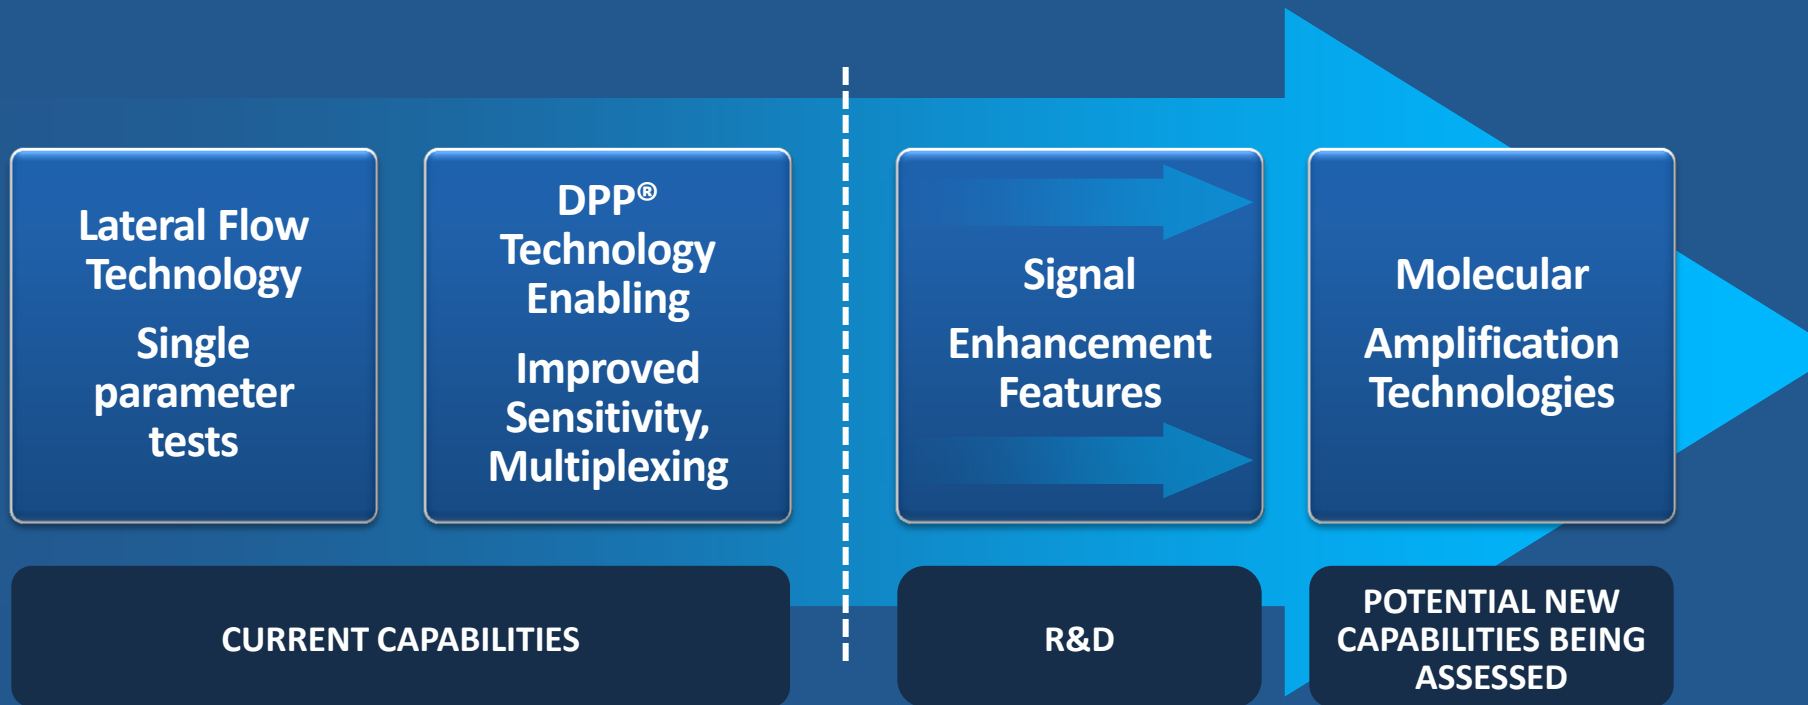 Lateral Flow
Technology
Single
parameter
tests
DPP®
Technology
Enabling
Improved
Sensitivity,
Multiplexing
Signal
Enhancement
Features
Molecular
Amplification
Technologies
CURRENT CAPABILITIES
R&D
POTENTIAL NEW
CAPABILITIES BEING
ASSESSED